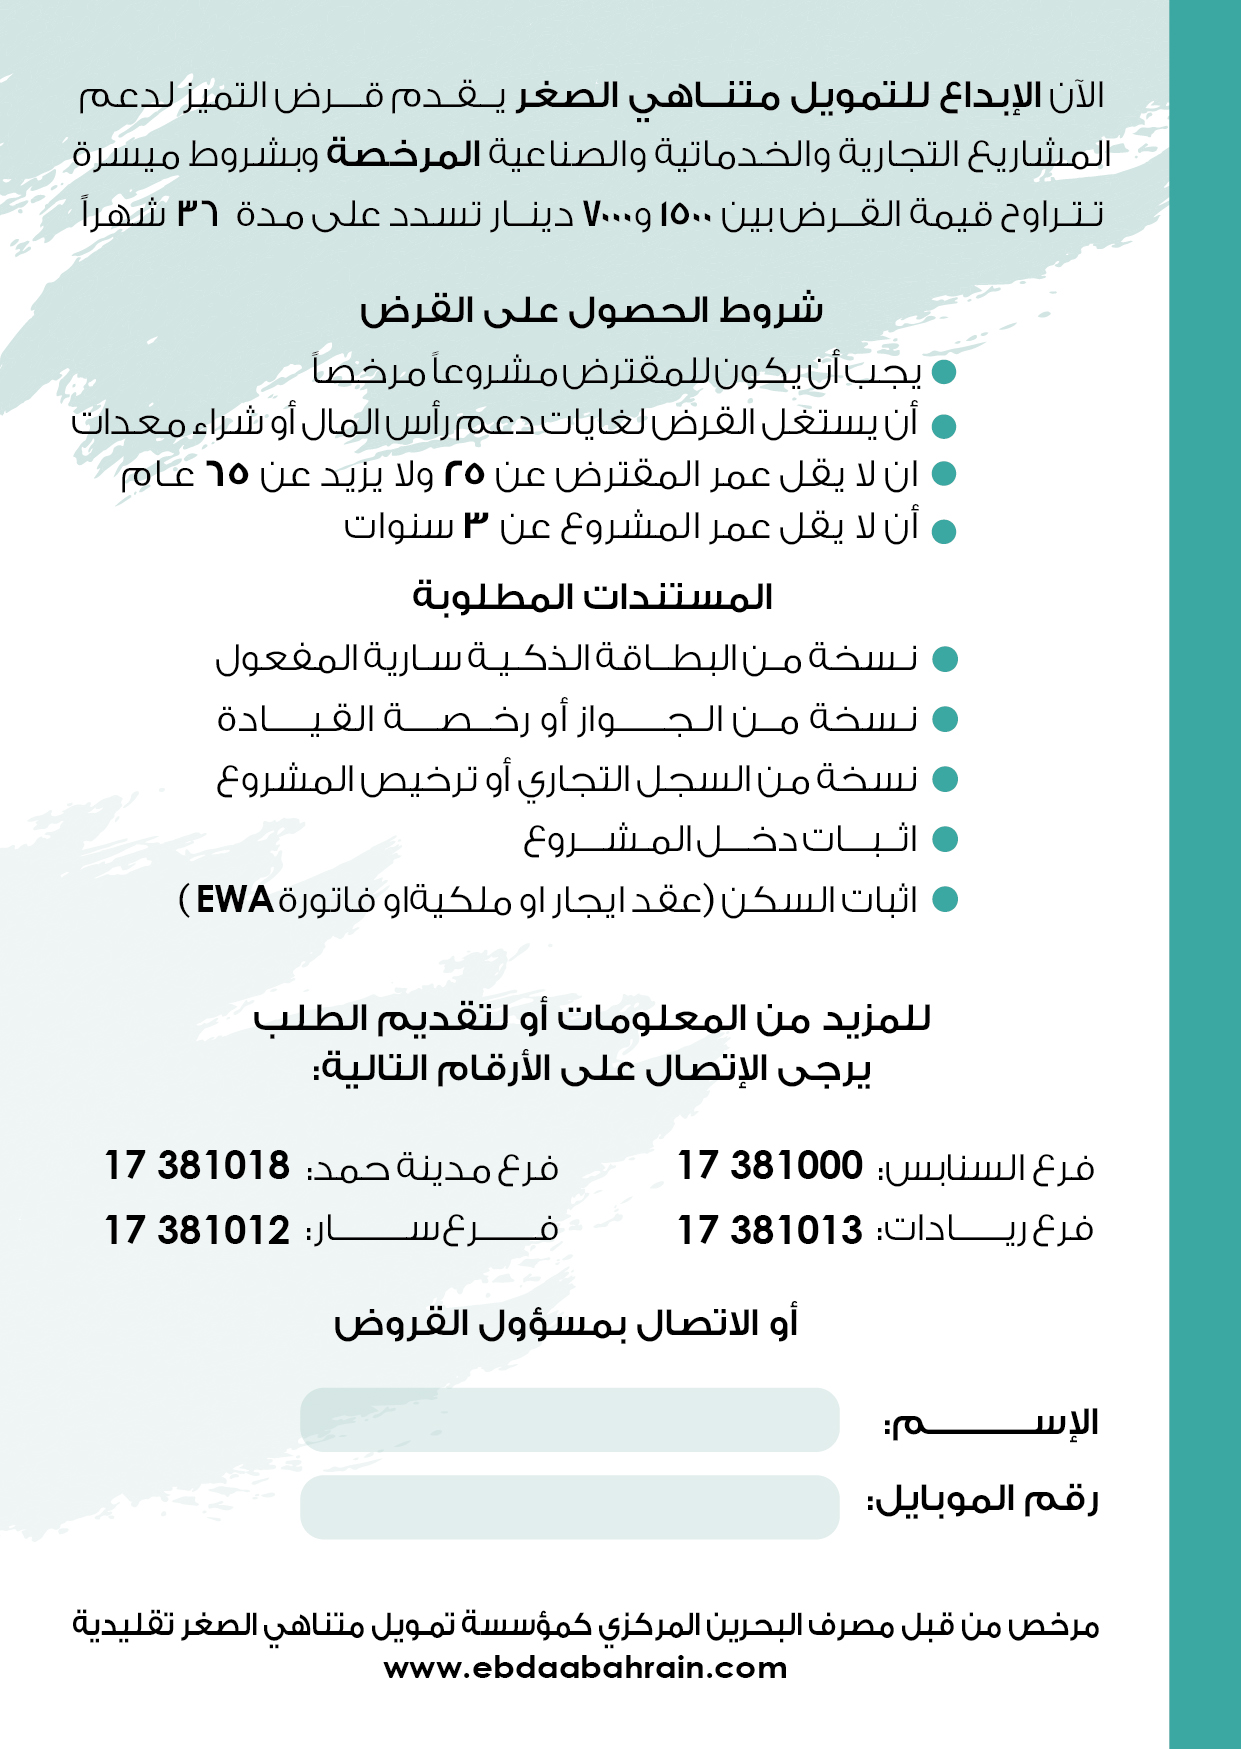 الآن الإبداع للتمويل متناهي الصغر يقدم قرض التميز لدعم
المشاريع التجارية والخدماتية والصناعية المرخصة وبشروط ميسرة
تتراوح قيمة القرض بين ١٥٠٠ و٧٠٠٠ دينار تسدد على مدة ٣٦ شهراً
شروط الحصول على القرض
يجب أن يكون للمقترض مشروعاً مرخصاً
أن يستغل القرض لغايات دعم رأس المال أو شراء معدات
ان لا يقل عمر المقترض عن ٢٥ ولا يزيد عن ٦٥ عام
أن لا يقل عمر المشروع عن ٣ سنوات
المستندات المطلوبة
نسخة من البطاقة الذكية سارية المفعول
نسخة من الجواز أو رخصة القيادة
نسخة من السجل التجاري أو ترخيص المشروع
اثبات دخل المشروع
اثبات السكن (عقد ايجار او ملكيةاو فاتورة EWA )
للمزيد من المعلومات أو لتقديم الطلب
يرجى الإتصال على الأرقام التالية:
فرع السنابس: 17 381000 فرع مدينة حمد: 17 381018
فرع ريادات: 17 381013 فرع سار: 17 381012
أو الاتصال بمسؤول القروض
الإسم:
رقم الموبايل:
مرخص من قبل مصرف البحرين المركزي كمؤسسة تمويل متناهي الصغر تقليدية
www.ebdaabahrain.com